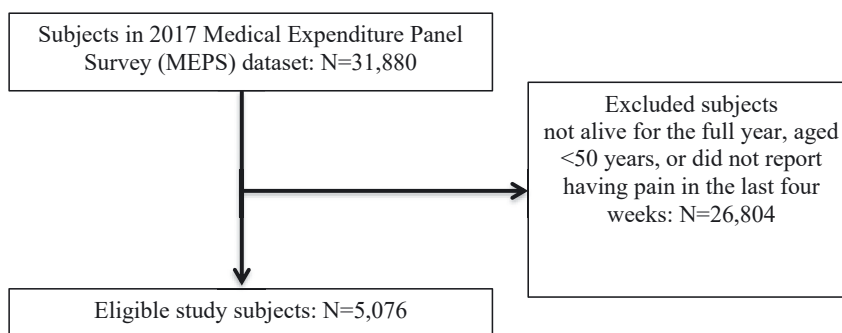 Subjects in 2017 Medical Expenditure Panel
Survey (MEPS) dataset: N=31,880
Excluded subjects
not alive for the full year, aged
<50 years, or did not report
having pain in the last four
weeks: N=26,804
Eligible study subjects: N=5,076